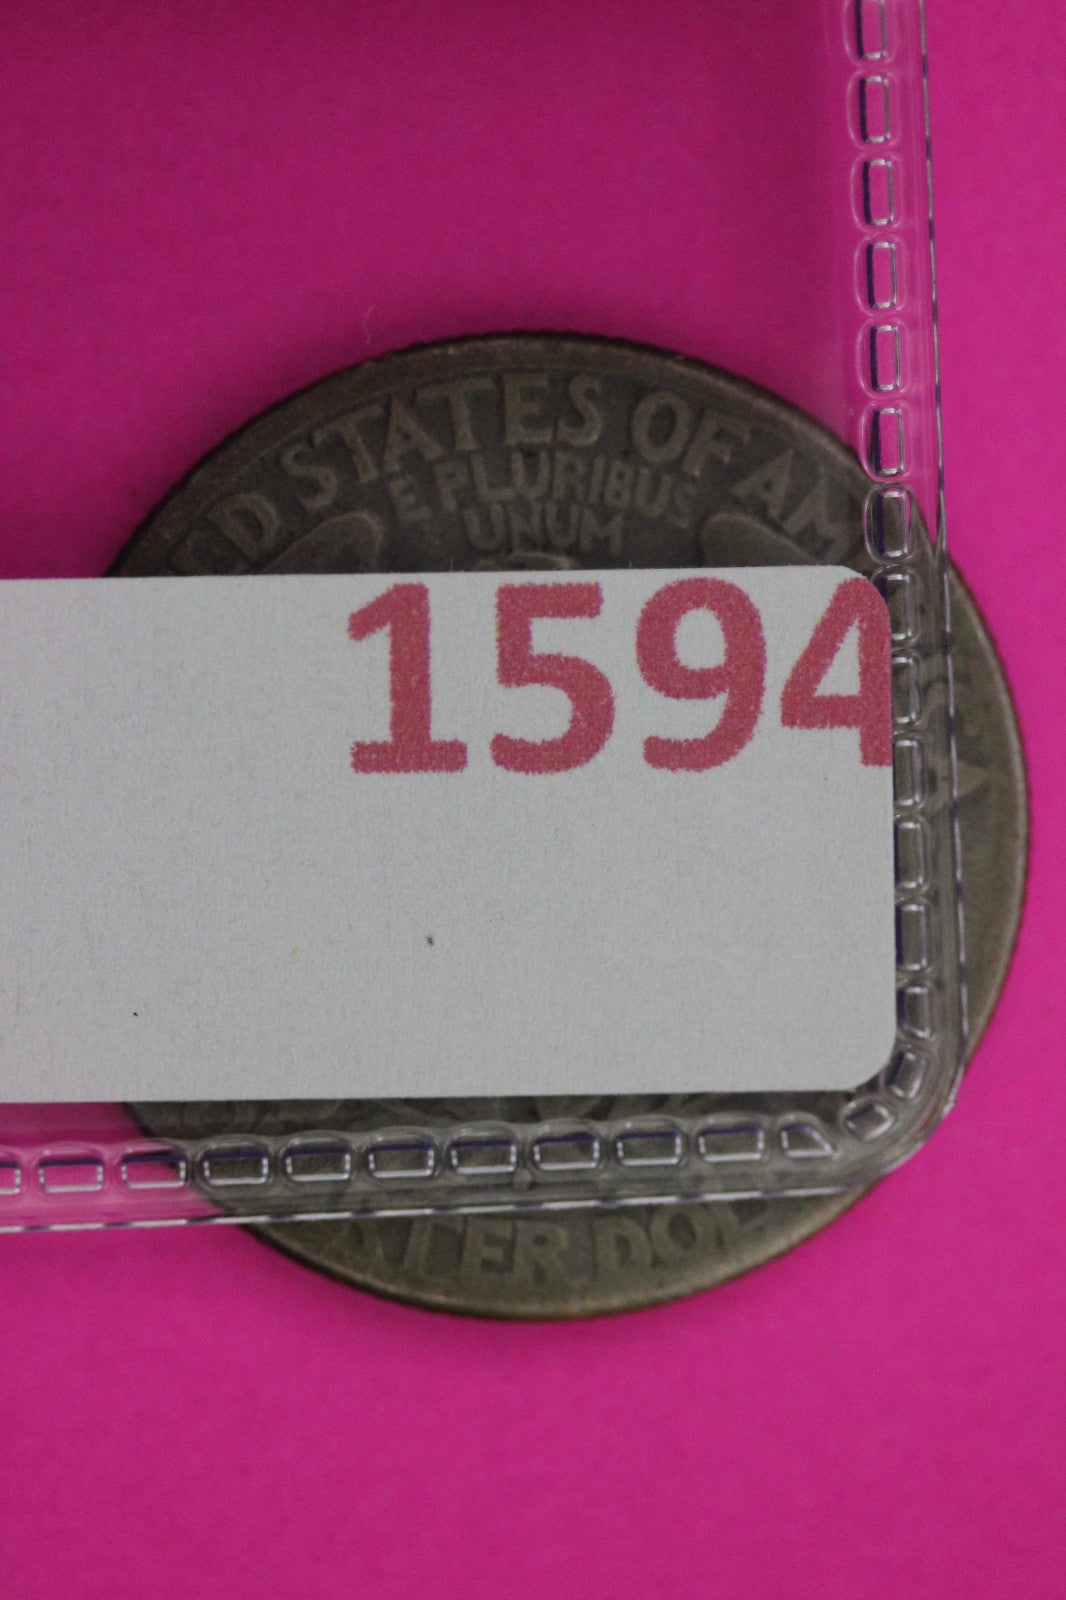 D STATES OF AM
E PLURIBUS
UNUM
1594
TER DOL